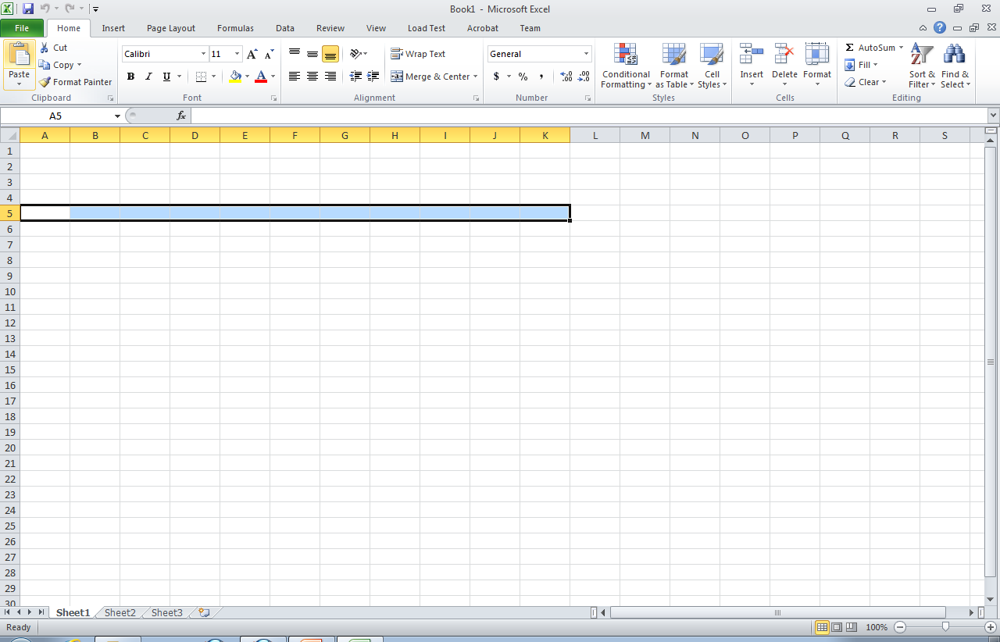 Book1 - Microsoft Excel
File Home Insert Page Layout Formulas Data Review View Load Test Acrobat Team
Paste
Cut
Copy
Format Painter
Clipboard
Calibri 11
B I U A
Font
Wrap Text
Merge & Center
Alignment
General
$ % ,
Number
Conditional Formatting
Format as Table
Cell Styles
Styles
Insert
Delete
Format
Cells
Σ AutoSum
Fill
Clear
Sort & Filter
Find & Select
Editing
A5 fx
A B C D E F G H I J K L M N O P Q R S
1
2
3
4
5
6
7
8
9
10
11
12
13
14
15
16
17
18
19
20
21
22
23
24
25
26
27
28
29
30
Sheet1 Sheet2 Sheet3
Ready 100%